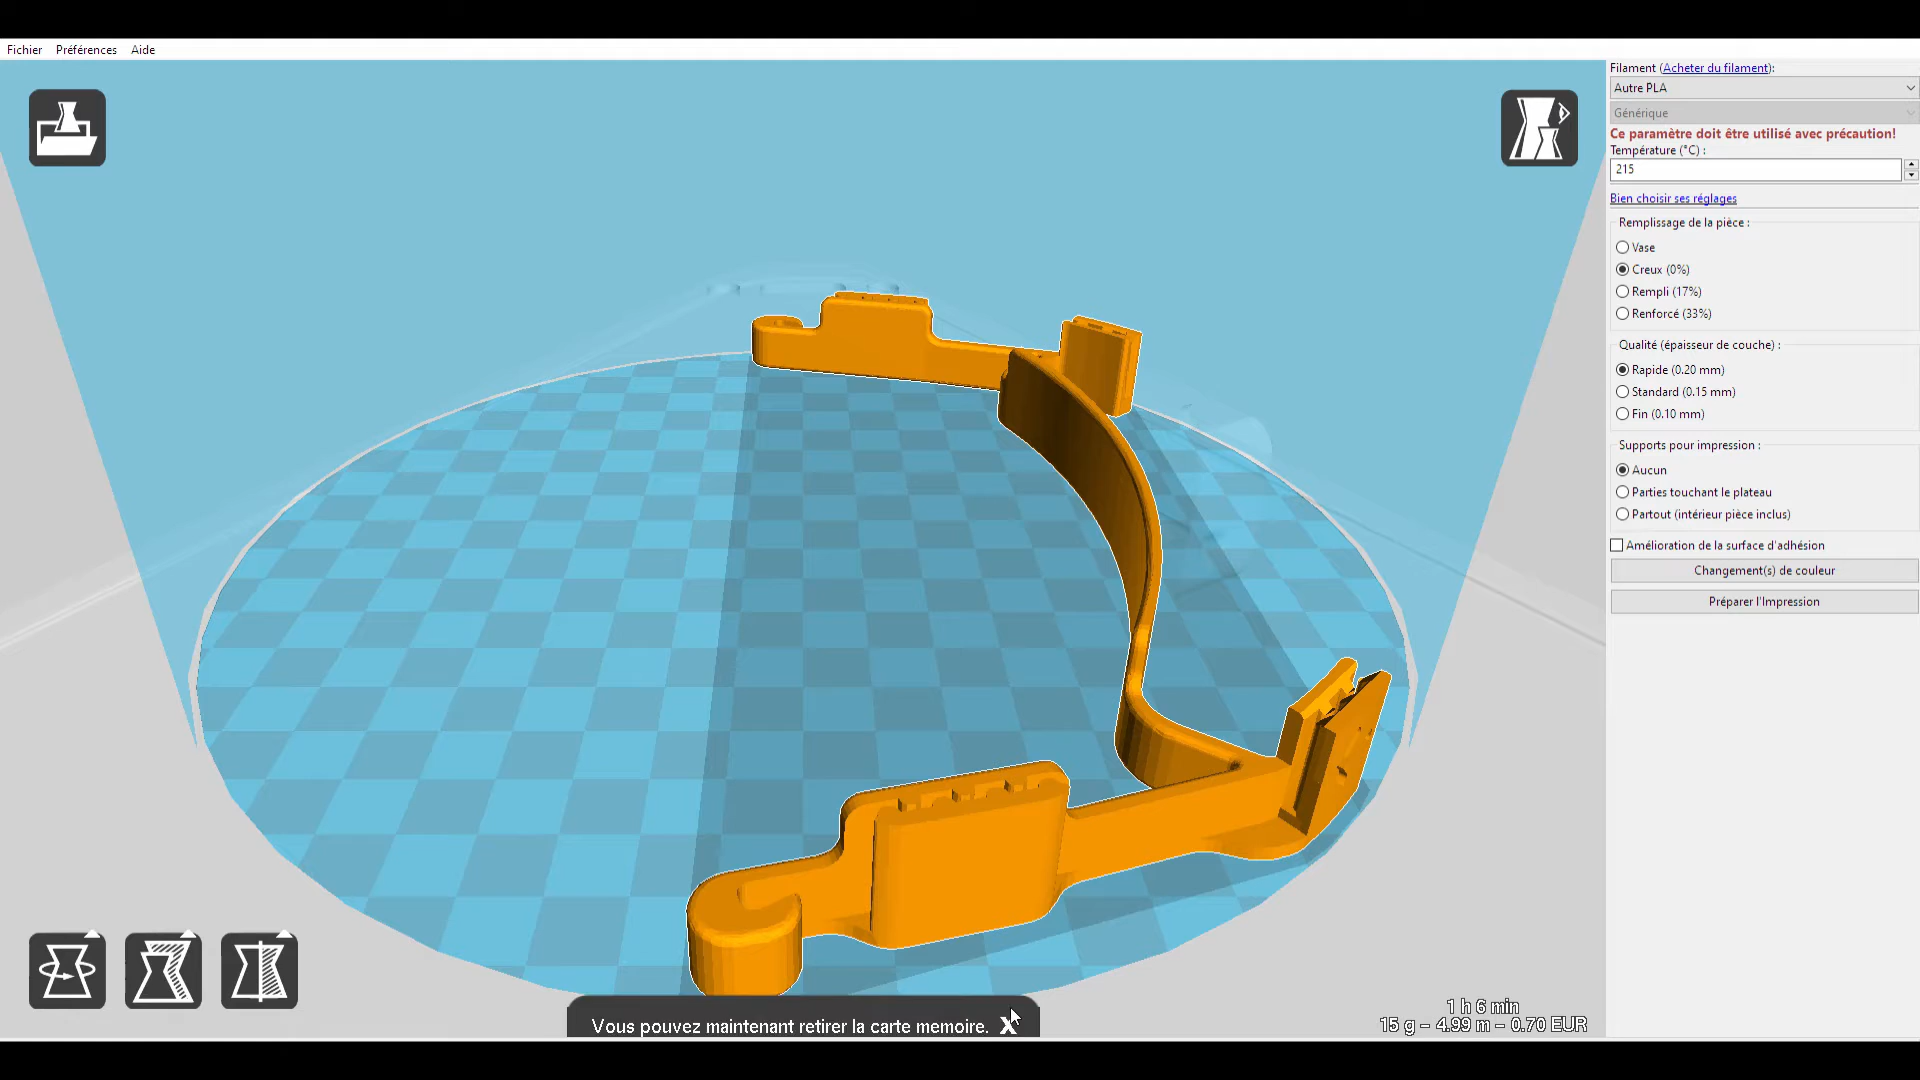 Fichier Préférences Aide
Filament (Acheter du filament):
Autre PLA
Générique
Ce paramètre doit être utilisé avec précaution!
Température (°C) :
215
Bien choisir ses réglages
Remplissage de la pièce :
Vase
Creux (0%)
Rempli (17%)
Renforcé (33%)
Qualité (épaisseur de couche) :
Rapide (0.20 mm)
Standard (0.15 mm)
Fin (0.10 mm)
Supports pour impression :
Aucun
Parties touchant le plateau
Partout (intérieur pièce inclus)
Amélioration de la surface d'adhésion
Changement(s) de couleur
Préparer l'Impression
1 h 6 min
15 g - 4.99 m - 0.70 EUR
Vous pouvez maintenant retirer la carte memoire. X